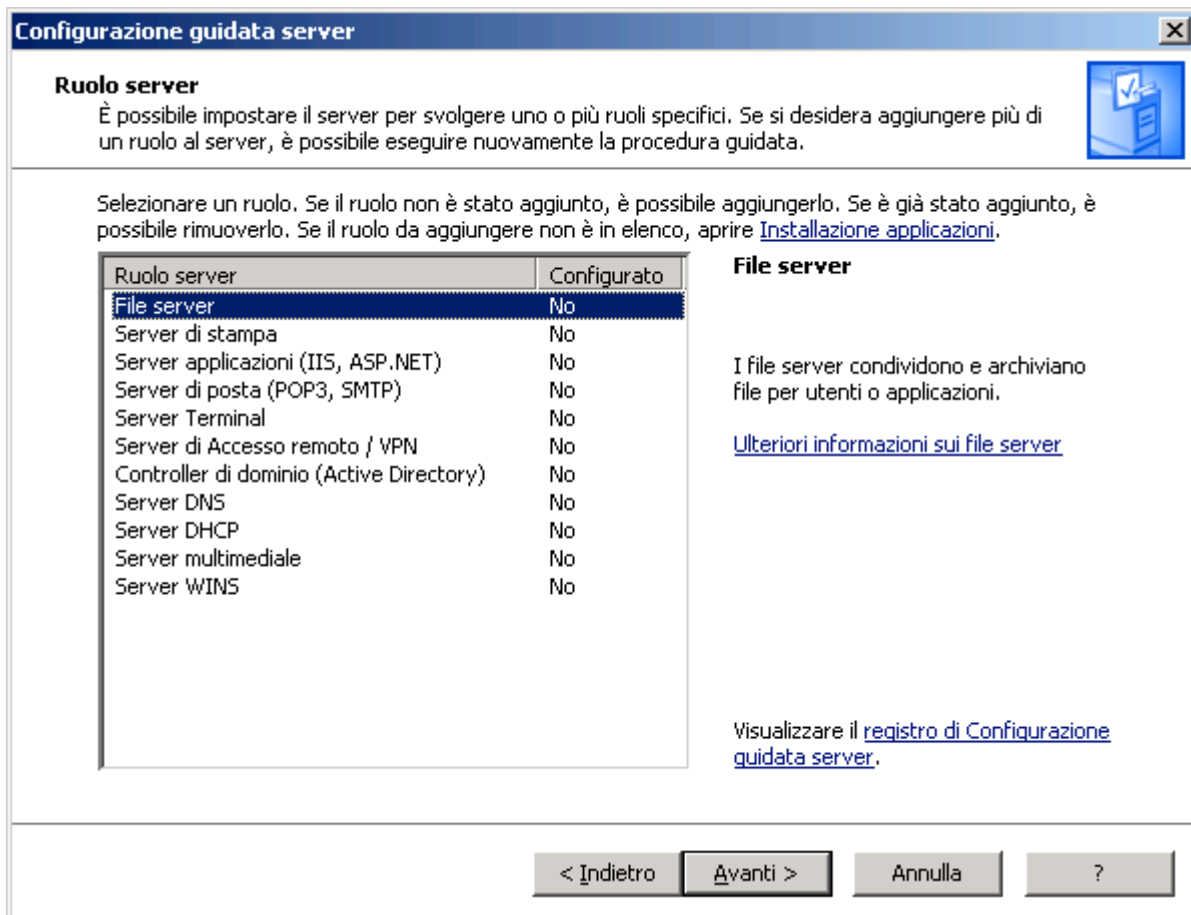 Configurazione guidata server
Ruolo server
È possibile impostare il server per svolgere uno o più ruoli specifici. Se si desidera aggiungere più di
un ruolo al server, è possibile eseguire nuovamente la procedura guidata.
Selezionare un ruolo. Se il ruolo non è stato aggiunto, è possibile aggiungerlo. Se è già stato aggiunto, è
possibile rimuoverlo. Se il ruolo da aggiungere non è in elenco, aprire Installazione applicazioni.
Ruolo server Configurato
File server No
Server di stampa No
Server applicazioni (IIS, ASP.NET) No
Server di posta (POP3, SMTP) No
Server Terminal No
Server di Accesso remoto / VPN No
Controller di dominio (Active Directory) No
Server DNS No
Server DHCP No
Server multimediale No
Server WINS No
File server
I file server condividono e archiviano
file per utenti o applicazioni.
Ulteriori informazioni sui file server
Visualizzare il registro di Configurazione
guidata server.
< Indietro Avanti > Annulla ?